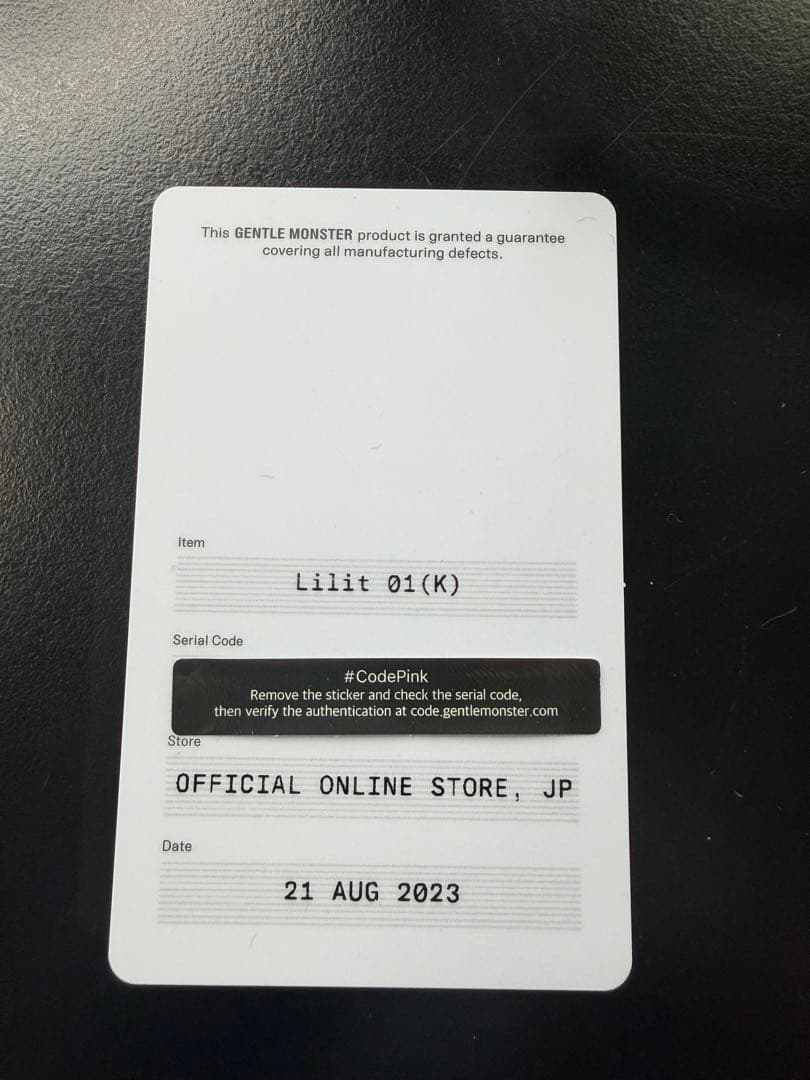 This GENTLE MONSTER product is granted a guarantee
covering all manufacturing defects.
Item
Lilit 01(K)
Serial Code
#CodePink
Remove the sticker and check the serial code,
then verify the authentication at code.gentlemonster.com
Store
OFFICIAL ONLINE STORE, JP
Date
21 AUG 2023